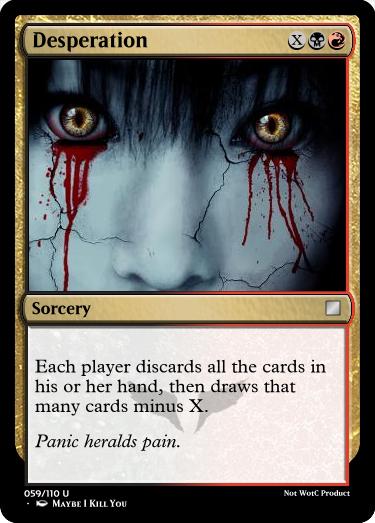 Desperation X
Sorcery
Each player discards all the cards in
his or her hand, then draws that
many cards minus X.
Panic heralds pain.
059/110 U
Not WotC Product
· MAYBE I KILL YOU